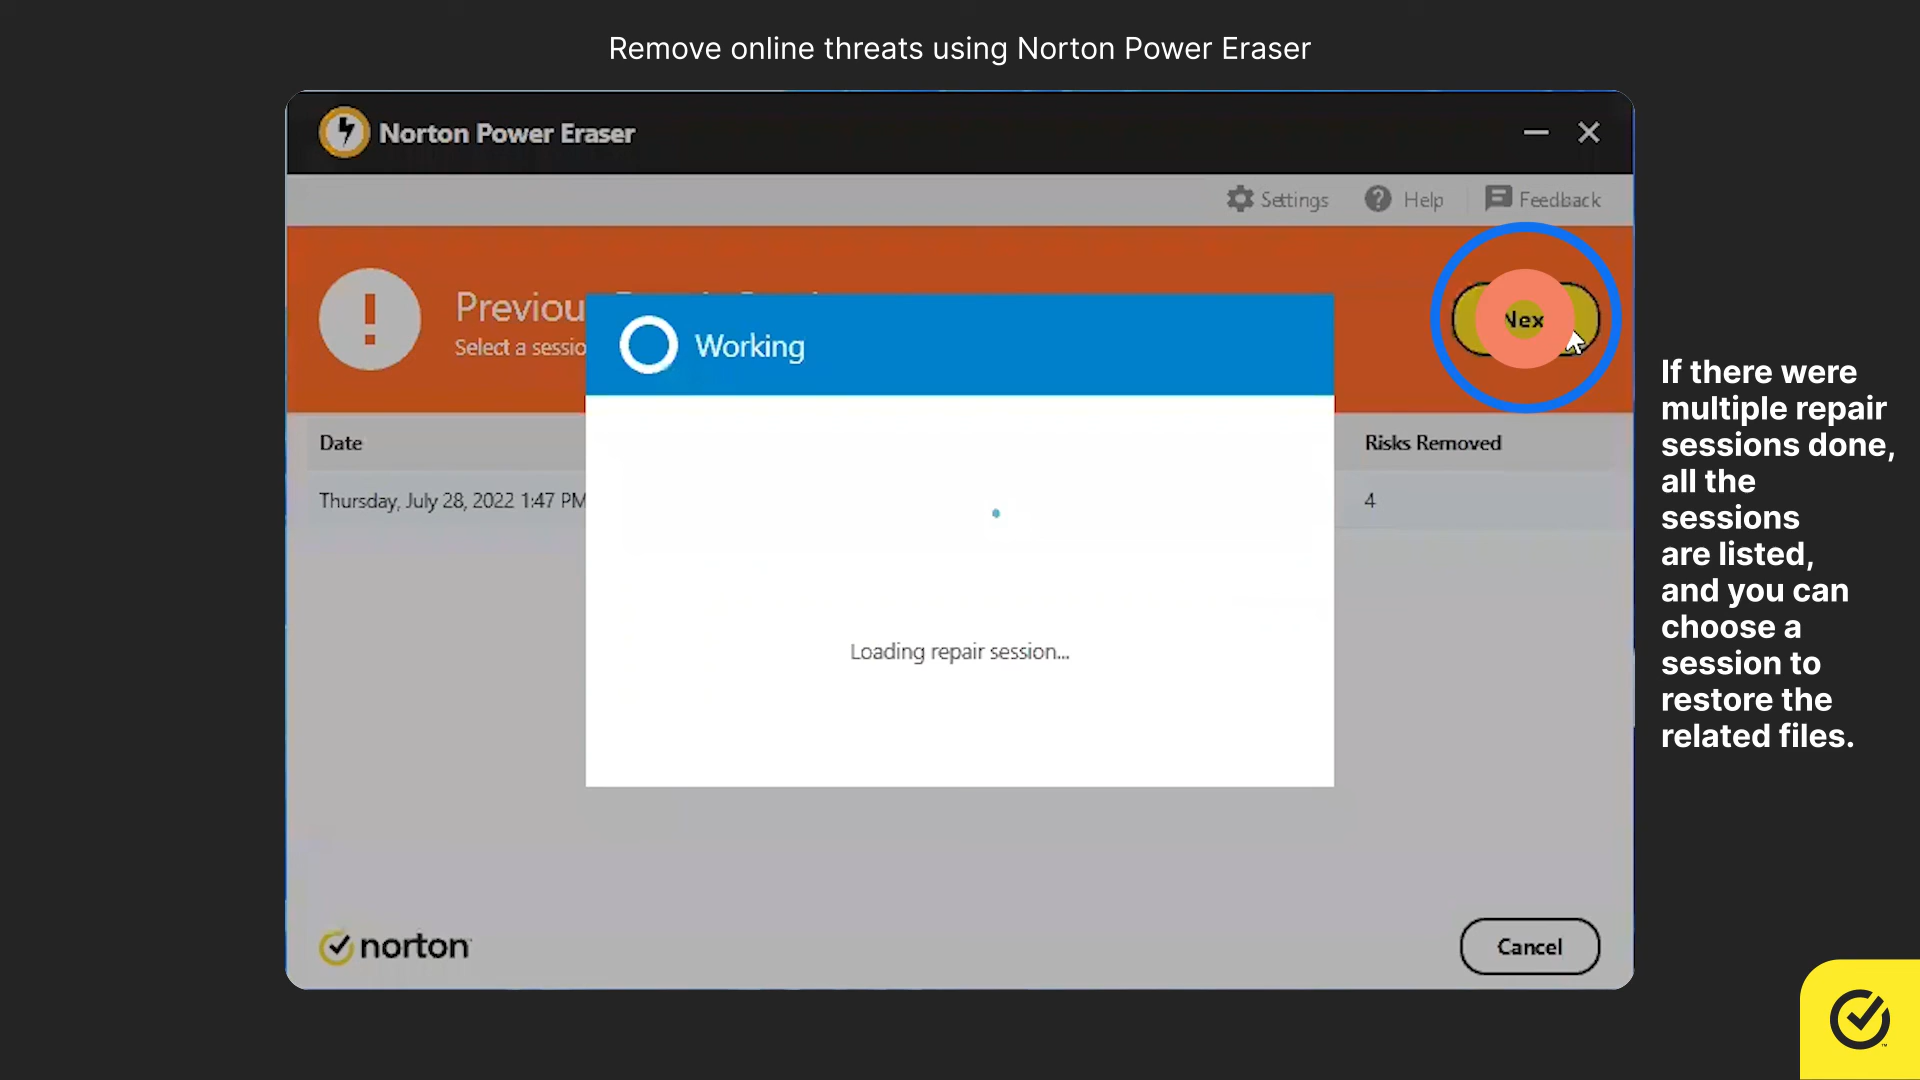 Remove online threats using Norton Power Eraser
Norton Power Eraser
Settings
Help
Feedback
Previou
Select a sessio
Nex
Working
Date
Risks Removed
Thursday, July 28, 2022 1:47 PM
4
Loading repair session...
If there were
multiple repair
sessions done,
all the
sessions
are listed,
and you can
choose a
session to
restore the
related files.
norton
Cancel